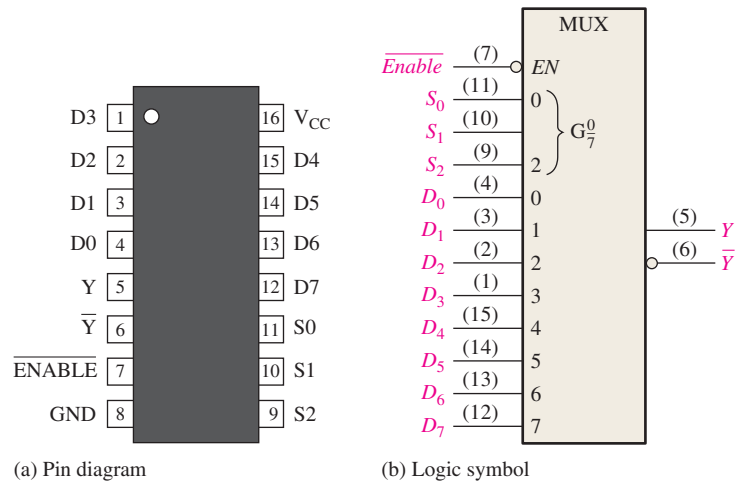 D3 1 16 V_CC
D2 2 15 D4
D1 3 14 D5
D0 4 13 D6
Y 5 12 D7
Y̅ 6 11 S0
E̅N̅A̅B̅L̅E̅ 7 10 S1
GND 8 9 S2
(a) Pin diagram
MUX
E̅n̅a̅b̅l̅e̅ (7) EN
S₀ (11) 0
S₁ (10) G 0/7
S₂ (9) 2
D₀ (4) 0
D₁ (3) 1 (5) Y
D₂ (2) 2 (6) Y̅
D₃ (1) 3
D₄ (15) 4
D₅ (14) 5
D₆ (13) 6
D₇ (12) 7
(b) Logic symbol